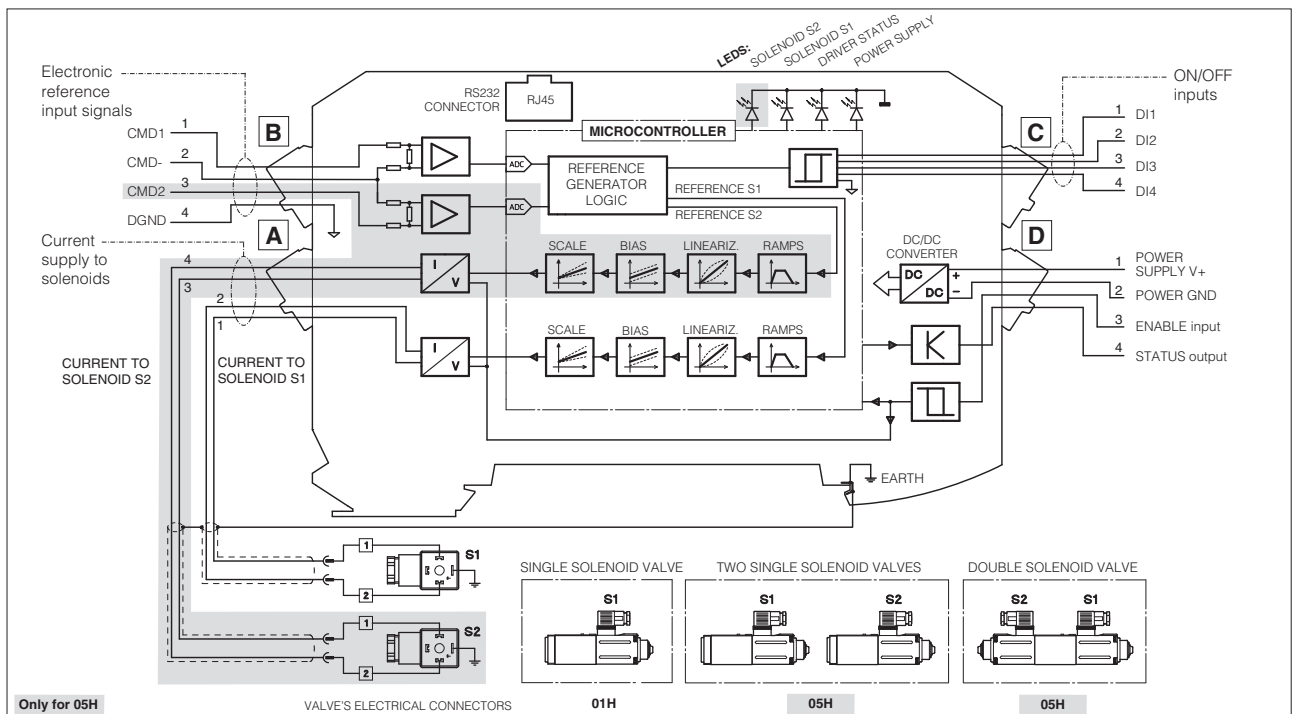 LEDS:
SOLENOID S2
SOLENOID S1
DRIVER STATUS
POWER SUPPLY
Electronic
reference
input signals
RS232
CONNECTOR
RJ45
ON/OFF
inputs
B
C
MICROCONTROLLER
CMD1 1
CMD- 2
CMD2 3
DGND 4
1 DI1
2 DI2
3 DI3
4 DI4
ADC
ADC
REFERENCE
GENERATOR
LOGIC
REFERENCE S1
REFERENCE S2
A
D
Current
supply to
solenoids
4
3
2
1
I
V
SCALE BIAS LINEARIZ. RAMPS
DC/DC
CONVERTER
DC
DC
+
-
1 POWER
SUPPLY V+
2 POWER GND
3 ENABLE input
4 STATUS output
I
V
SCALE BIAS LINEARIZ. RAMPS
K
CURRENT TO
SOLENOID S2
CURRENT TO
SOLENOID S1
EARTH
1
2
S1
1
2
S2
SINGLE SOLENOID VALVE
S1
01H
TWO SINGLE SOLENOID VALVES
S1 S2
05H
DOUBLE SOLENOID VALVE
S2 S1
05H
Only for 05H
VALVE'S ELECTRICAL CONNECTORS